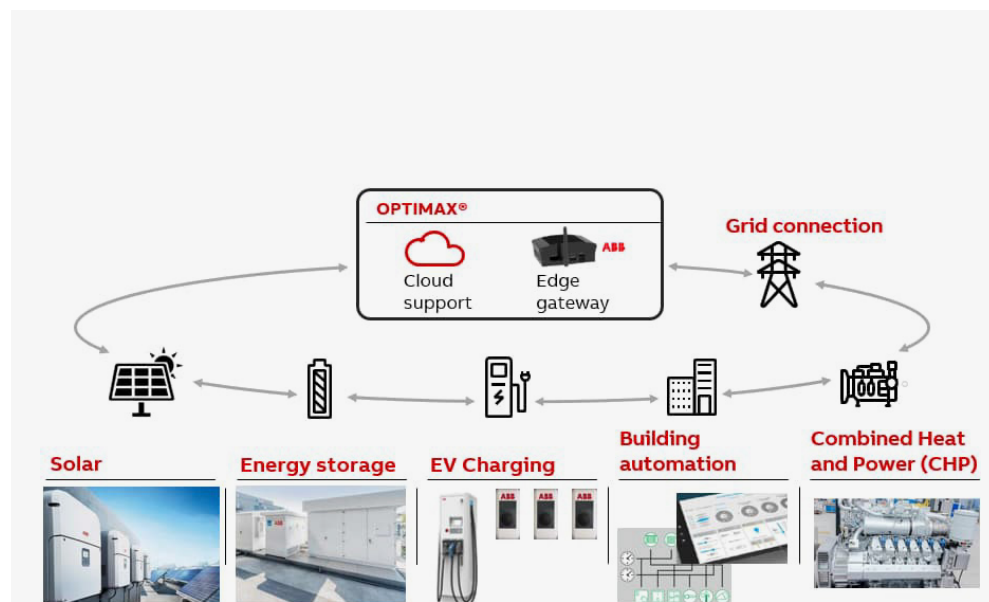 OPTIMAX®
ABB
Cloud
support
Edge
gateway
Grid connection
Solar
Energy storage
EV Charging
Building
automation
Combined Heat
and Power (CHP)
ABB
ABB
ABB